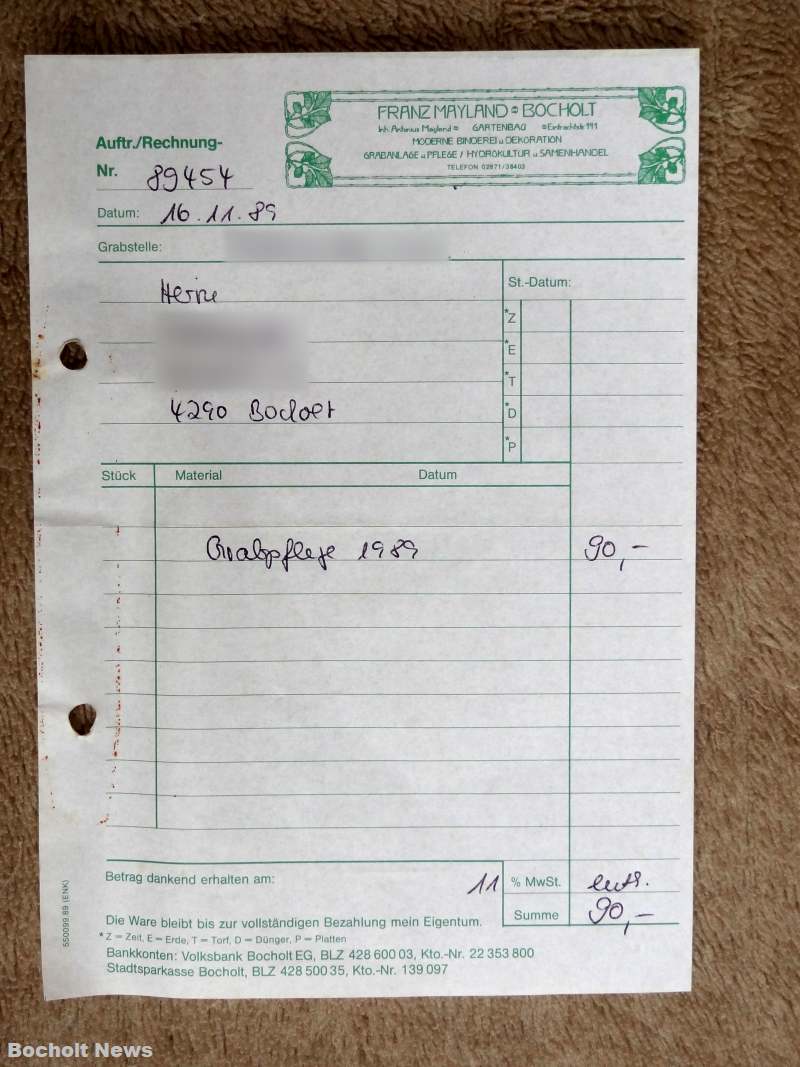 FRANZ MAYLAND = BOCHOLT
Inh. Antonius Mayland = GARTENBAU = Eintrachtstr. 111
MODERNE BINDEREI u. DEKORATION
GRABANLAGE u. PFLEGE / HYDROKULTUR u. SAMENHANDEL
TELEFON 02871/38403
Auftr./Rechnung-
Nr. 89454
Datum: 16.11.89
Grabstelle:
Herrn
St.-Datum:
*Z
*E
*T
4290 Bocholt
*D
*P
Stück Material Datum
Grabpflege 1989 90,-
Betrag dankend erhalten am: 11 % MwSt. enth.
Summe 90,-
Die Ware bleibt bis zur vollständigen Bezahlung mein Eigentum.
*Z = Zeit, E = Erde, T = Torf, D = Dünger, P = Platten
Bankkonten: Volksbank Bocholt EG, BLZ 428 600 03, Kto.-Nr. 22 353 800
Stadtsparkasse Bocholt, BLZ 428 500 35, Kto.-Nr. 139 097
550099.89 (ENK)
Bocholt News